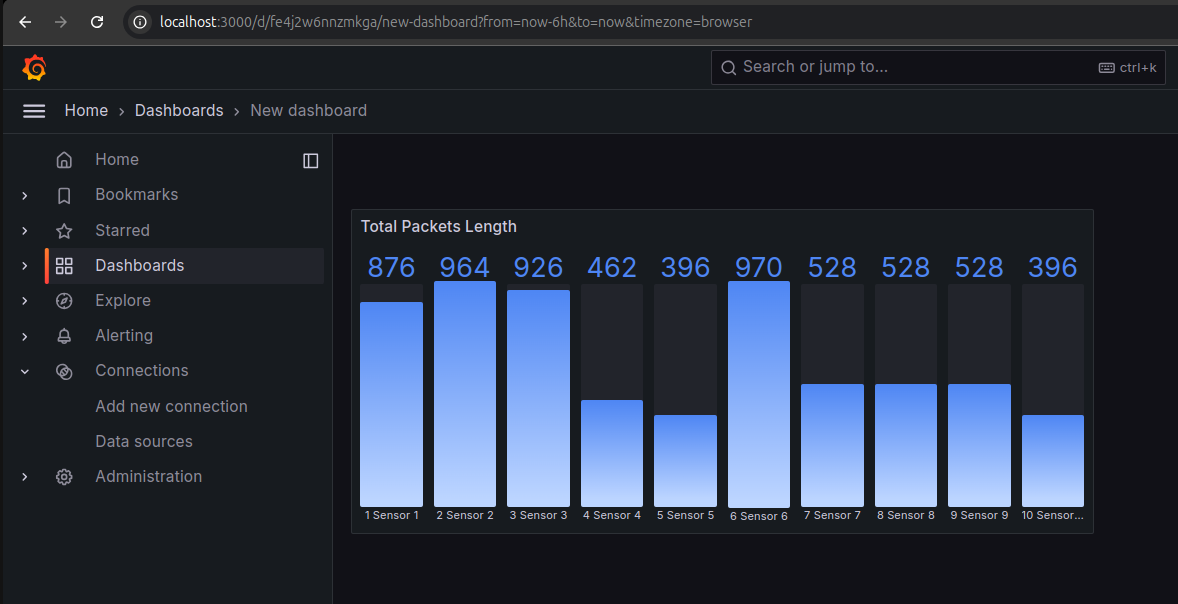 localhost:3000/d/fe4j2w6nnzmkga/new-dashboard?from=now-6h&to=now&timezone=browser
Search or jump to... ctrl+k
Home › Dashboards › New dashboard
Home
Bookmarks
Starred
Dashboards
Explore
Alerting
Connections
Add new connection
Data sources
Administration
Total Packets Length
876 964 926 462 396 970 528 528 528 396
1 Sensor 1 2 Sensor 2 3 Sensor 3 4 Sensor 4 5 Sensor 5 6 Sensor 6 7 Sensor 7 8 Sensor 8 9 Sensor 9 10 Sensor...